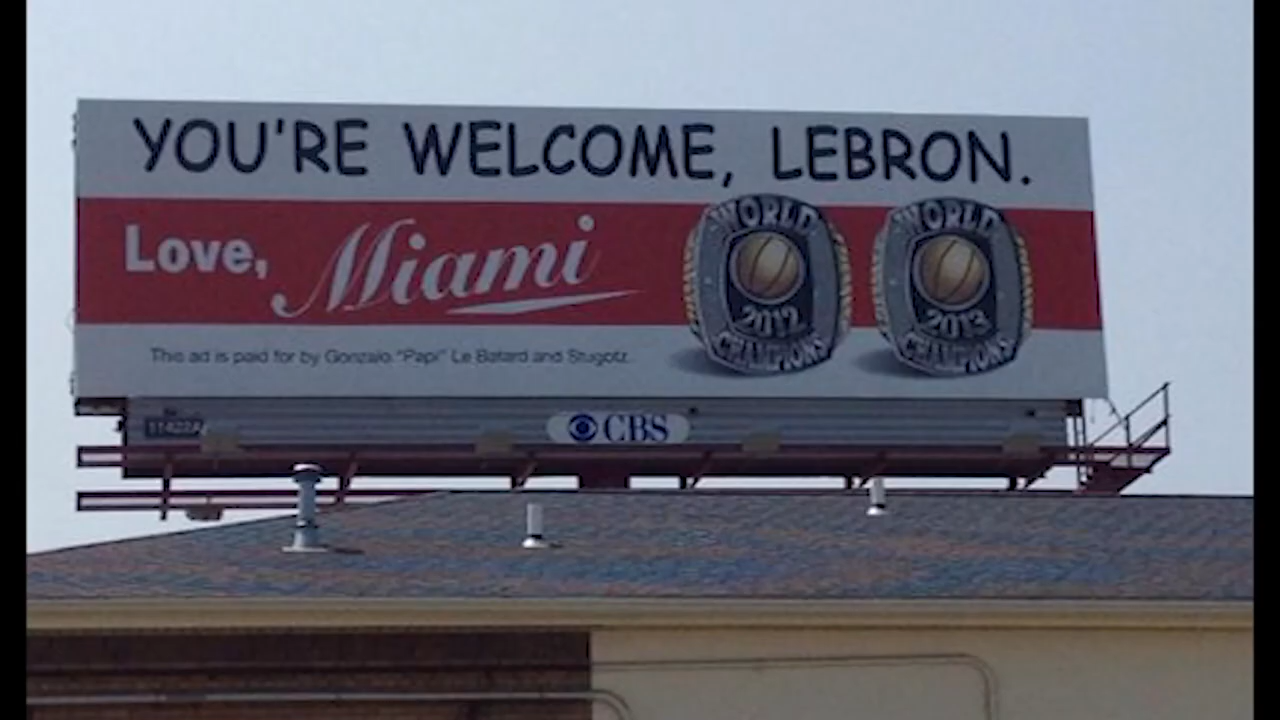 YOU'RE WELCOME, LEBRON.
Love, Miami
WORLD
2012
CHAMPIONS
WORLD
2013
CHAMPIONS
This ad is paid for by Gonzalo "Papi" Le Batard and Stugotz.
11422A
CBS